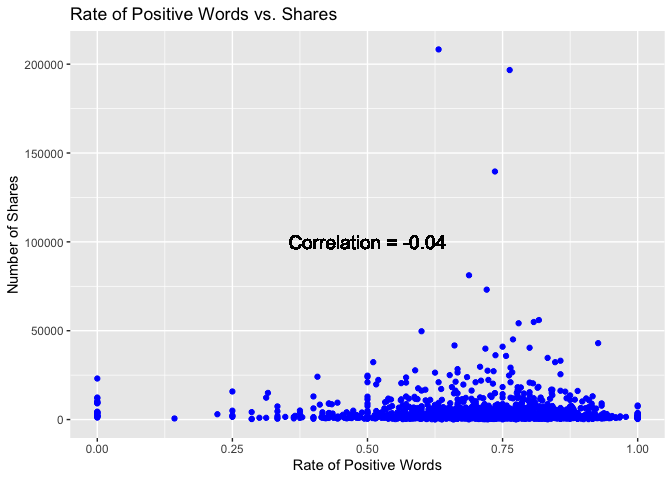 Rate of Positive Words vs. Shares
200000
150000
100000
50000
0
Number of Shares
Correlation = -0.04
0.00 0.25 0.50 0.75 1.00
Rate of Positive Words